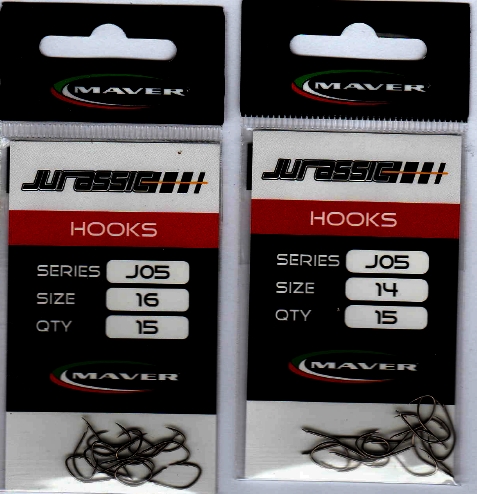 MAVER
JURASSIC
HOOKS
SERIES J05
SIZE 16
QTY 15
MAVER
MAVER
JURASSIC
HOOKS
SERIES J05
SIZE 14
QTY 15
MAVER